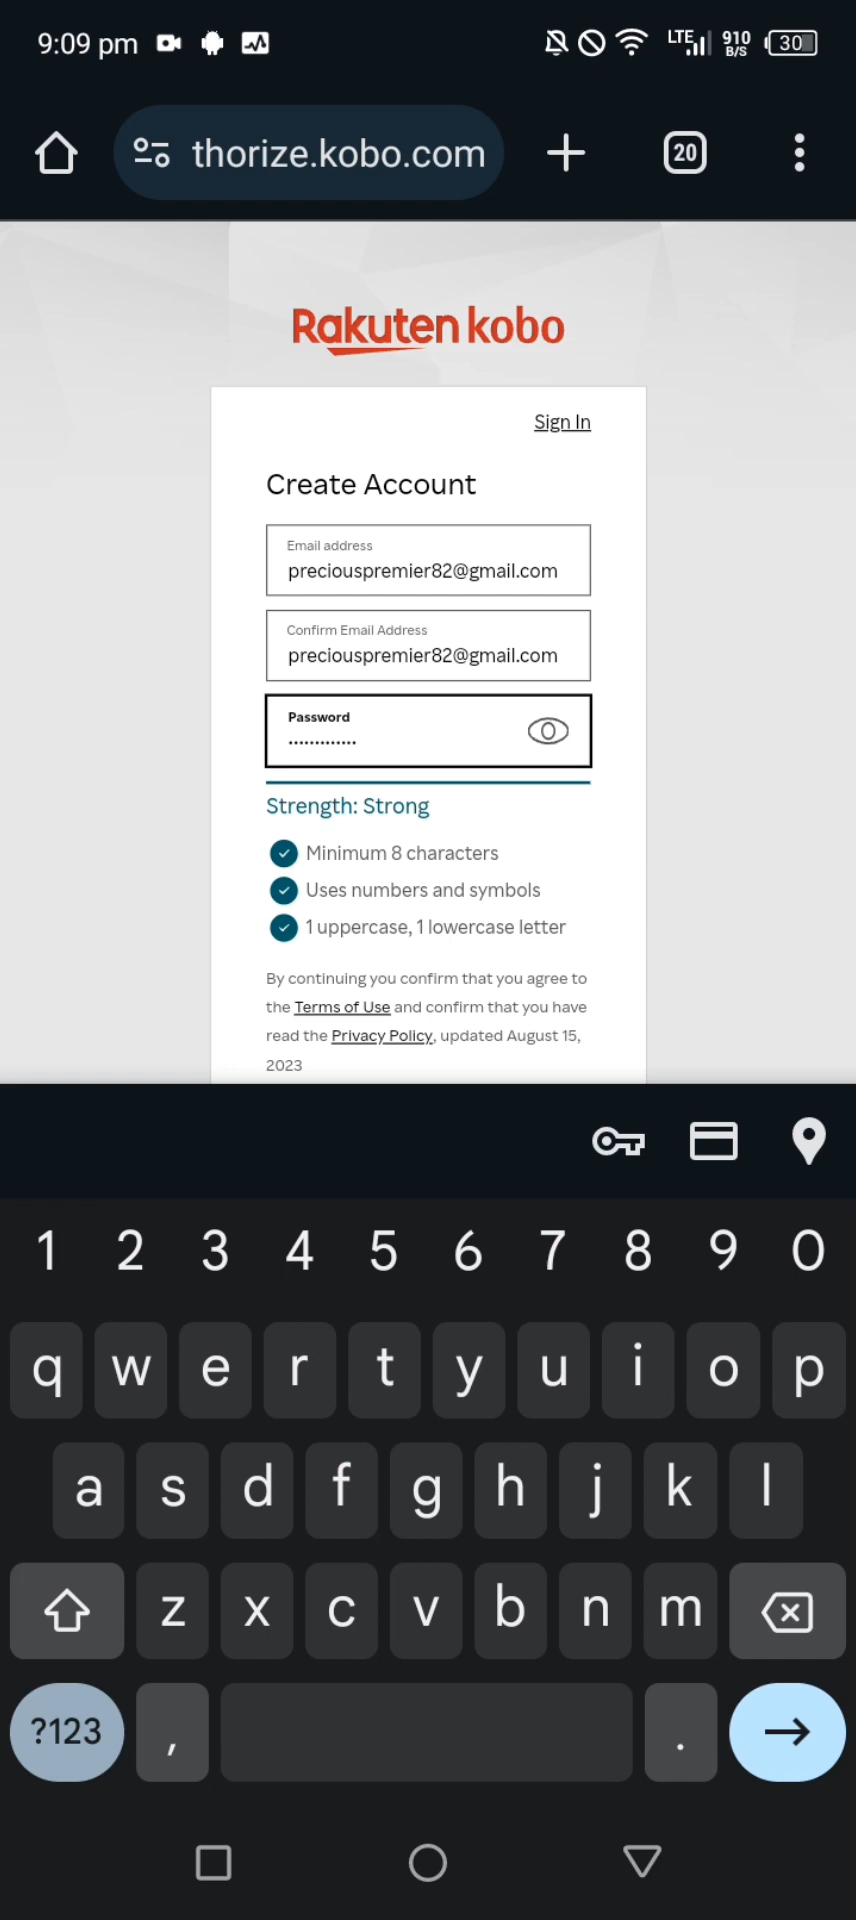 9:09 pm LTE 910 B/S 30
thorize.kobo.com 20
Rakuten kobo
Sign In
Create Account
Email address
preciouspremier82@gmail.com
Confirm Email Address
preciouspremier82@gmail.com
Password
•••••••••••••
Strength: Strong
Minimum 8 characters
Uses numbers and symbols
1 uppercase, 1 lowercase letter
By continuing you confirm that you agree to
the Terms of Use and confirm that you have
read the Privacy Policy, updated August 15,
2023
1 2 3 4 5 6 7 8 9 0
q w e r t y u i o p
a s d f g h j k l
z x c v b n m
?123 , .